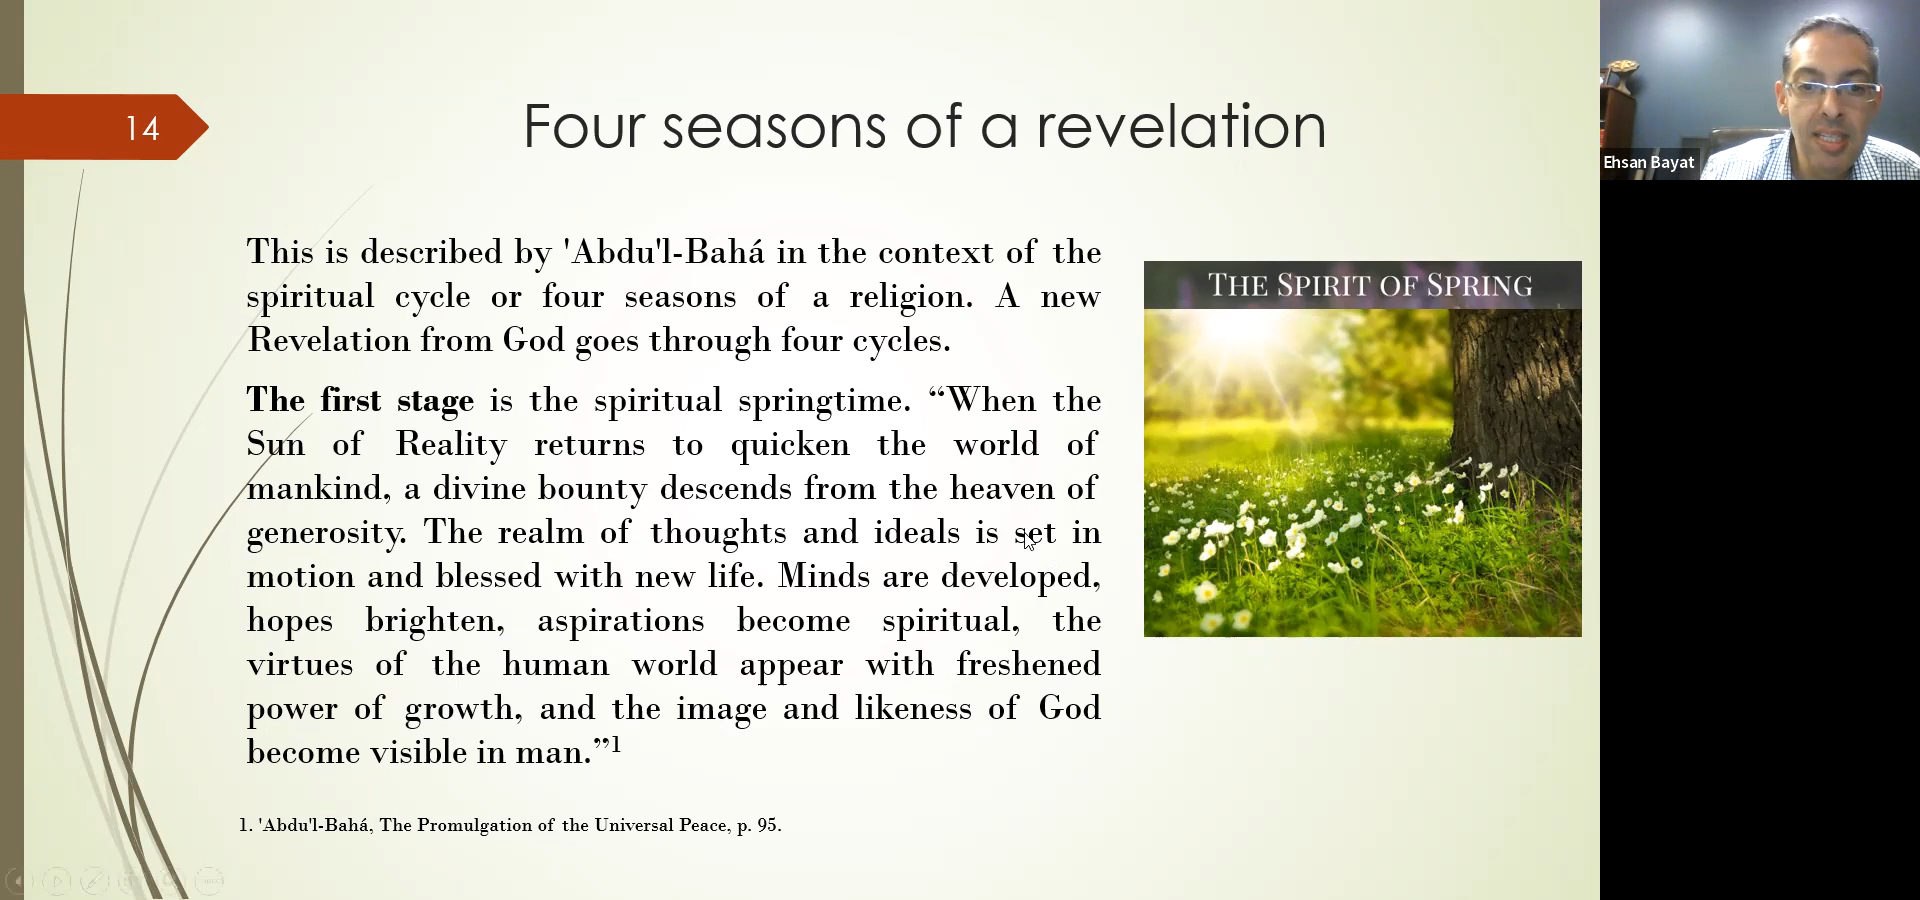 14
Four seasons of a revelation
Ehsan Bayat
This is described by 'Abdu'l-Bahá in the context of the
spiritual cycle or four seasons of a religion. A new
Revelation from God goes through four cycles.
The first stage is the spiritual springtime. “When the
Sun of Reality returns to quicken the world of
mankind, a divine bounty descends from the heaven of
generosity. The realm of thoughts and ideals is set in
motion and blessed with new life. Minds are developed,
hopes brighten, aspirations become spiritual, the
virtues of the human world appear with freshened
power of growth, and the image and likeness of God
become visible in man.”1
THE SPIRIT OF SPRING
1. 'Abdu'l-Bahá, The Promulgation of the Universal Peace, p. 95.